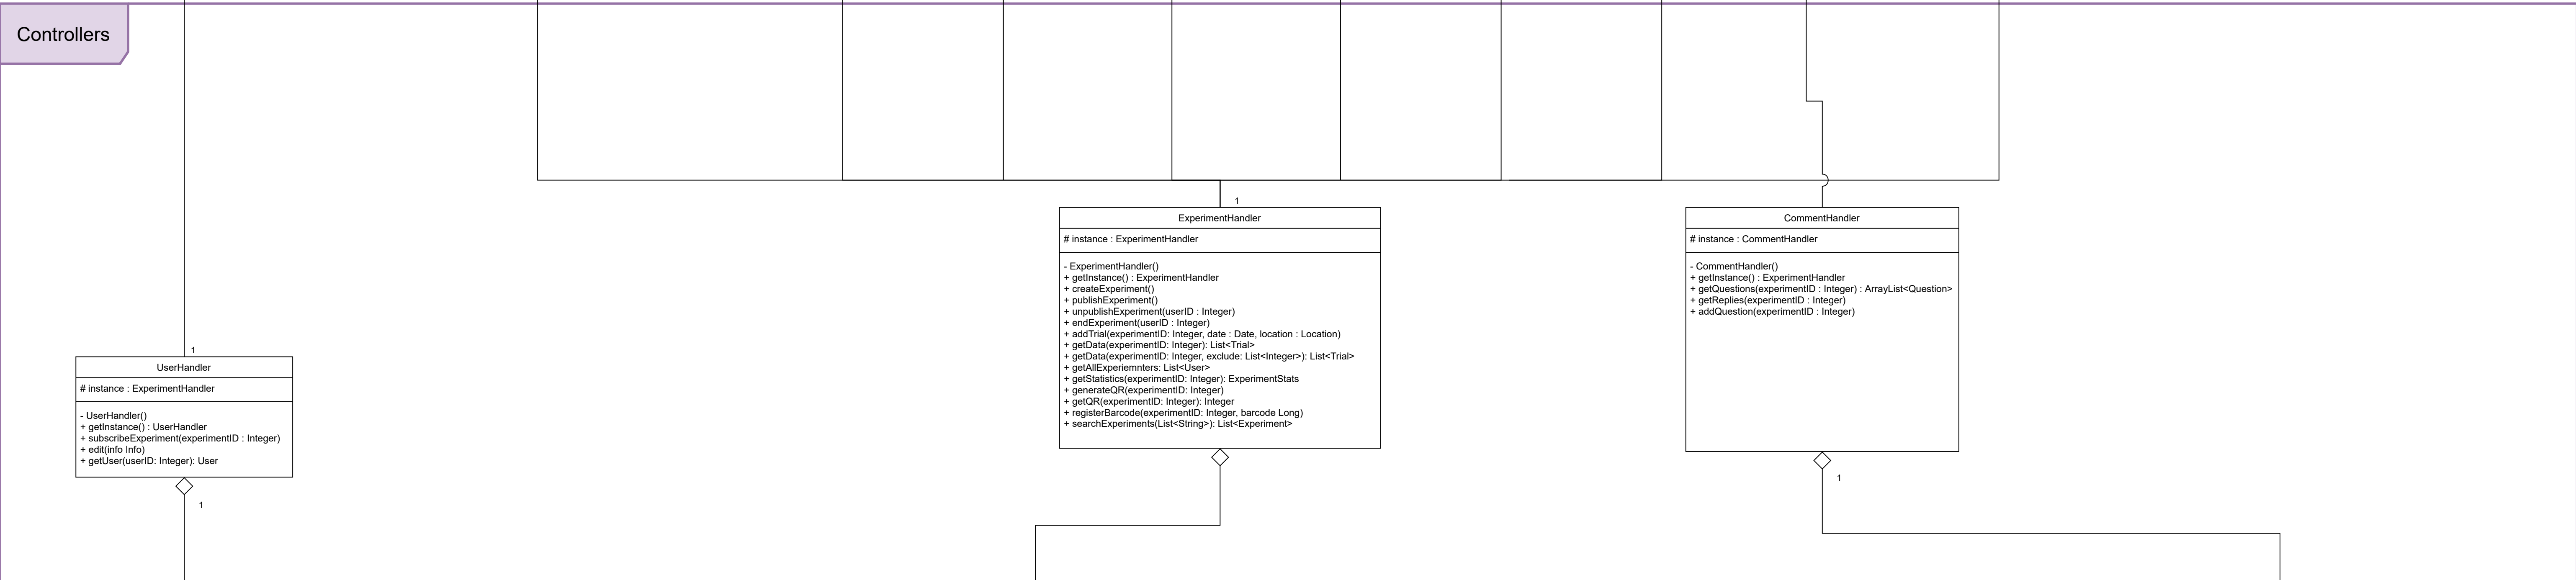 Controllers
1
ExperimentHandler
# instance : ExperimentHandler
- ExperimentHandler()
+ getInstance() : ExperimentHandler
+ createExperiment()
+ publishExperiment()
+ unpublishExperiment(userID : Integer)
+ endExperiment(userID : Integer)
+ addTrial(experimentID: Integer, date : Date, location : Location)
+ getData(experimentID: Integer): List<Trial>
+ getData(experimentID: Integer, exclude: List<Integer>): List<Trial>
+ getAllExperiemnters: List<User>
+ getStatistics(experimentID: Integer): ExperimentStats
+ generateQR(experimentID: Integer)
+ getQR(experimentID: Integer): Integer
+ registerBarcode(experimentID: Integer, barcode Long)
+ searchExperiments(List<String>): List<Experiment>
CommentHandler
# instance : CommentHandler
- CommentHandler()
+ getInstance() : ExperimentHandler
+ getQuestions(experimentID : Integer) : ArrayList<Question>
+ getReplies(experimentID : Integer)
+ addQuestion(experimentID : Integer)
1
1
UserHandler
# instance : ExperimentHandler
- UserHandler()
+ getInstance() : UserHandler
+ subscribeExperiment(experimentID : Integer)
+ edit(info Info)
+ getUser(userID: Integer): User
1